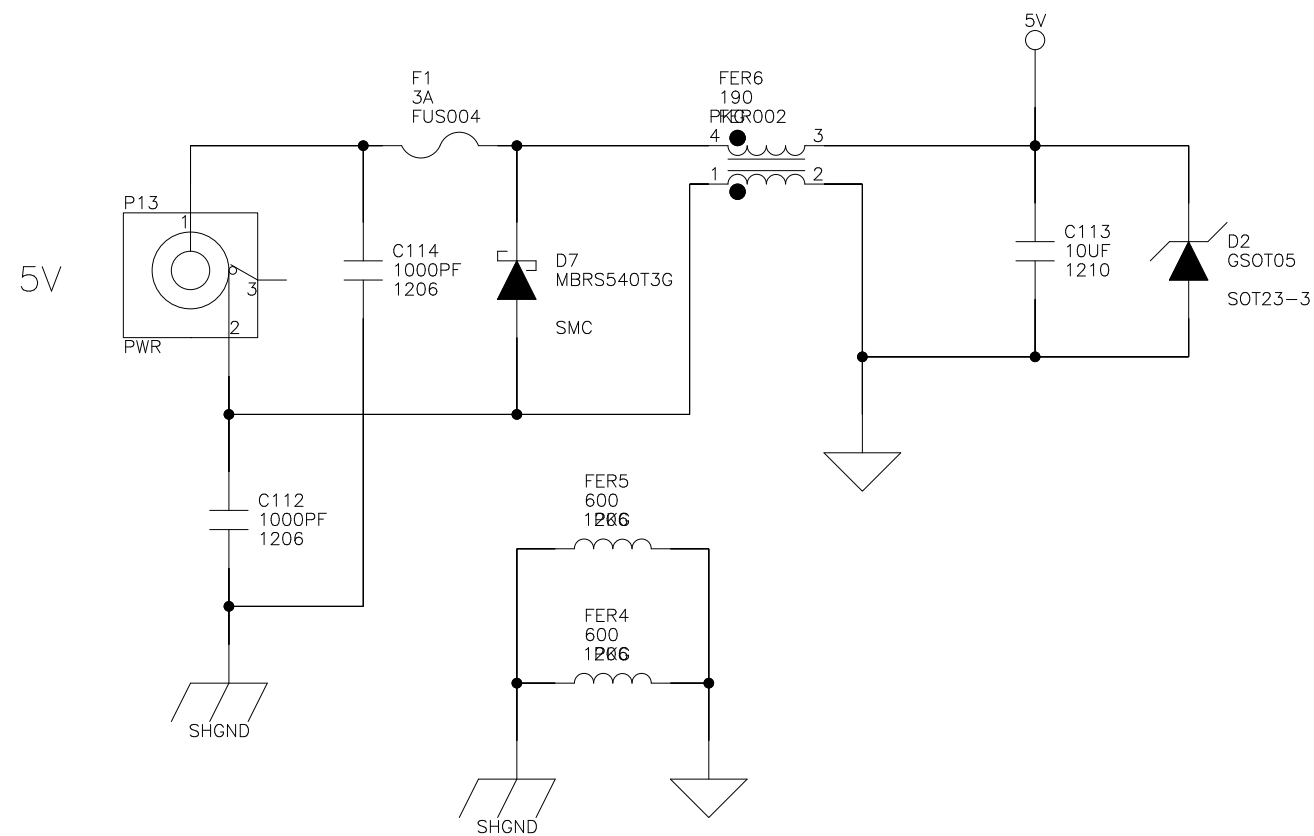 5V
F1
3A
FUS004
FER6
190
4
3
1
2
P13
1
3
2
PWR
5V
C114
1000PF
1206
D7
MBRS540T3G
SMC
C113
10UF
1210
D2
GSOT05
SOT23-3
C112
1000PF
1206
SHGND
FER5
600
FER4
600
SHGND